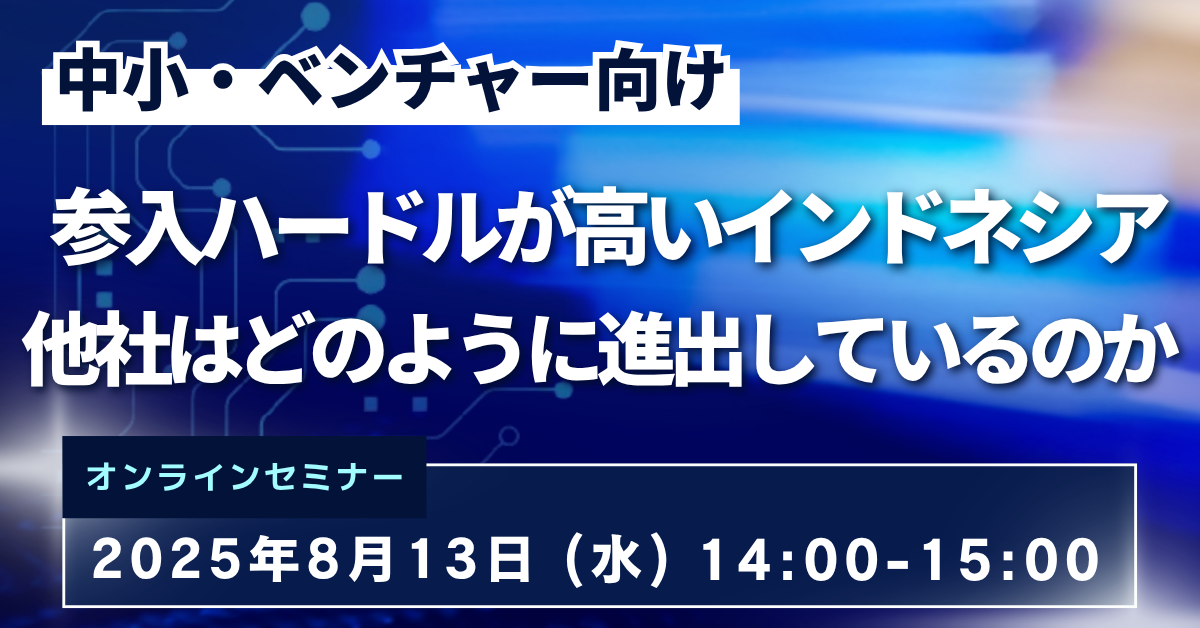 中小・ベンチャー向け
参入ハードルが高いインドネシア
他社はどのように進出しているのか
オンラインセミナー
2025年8月13日（水）14:00-15:00